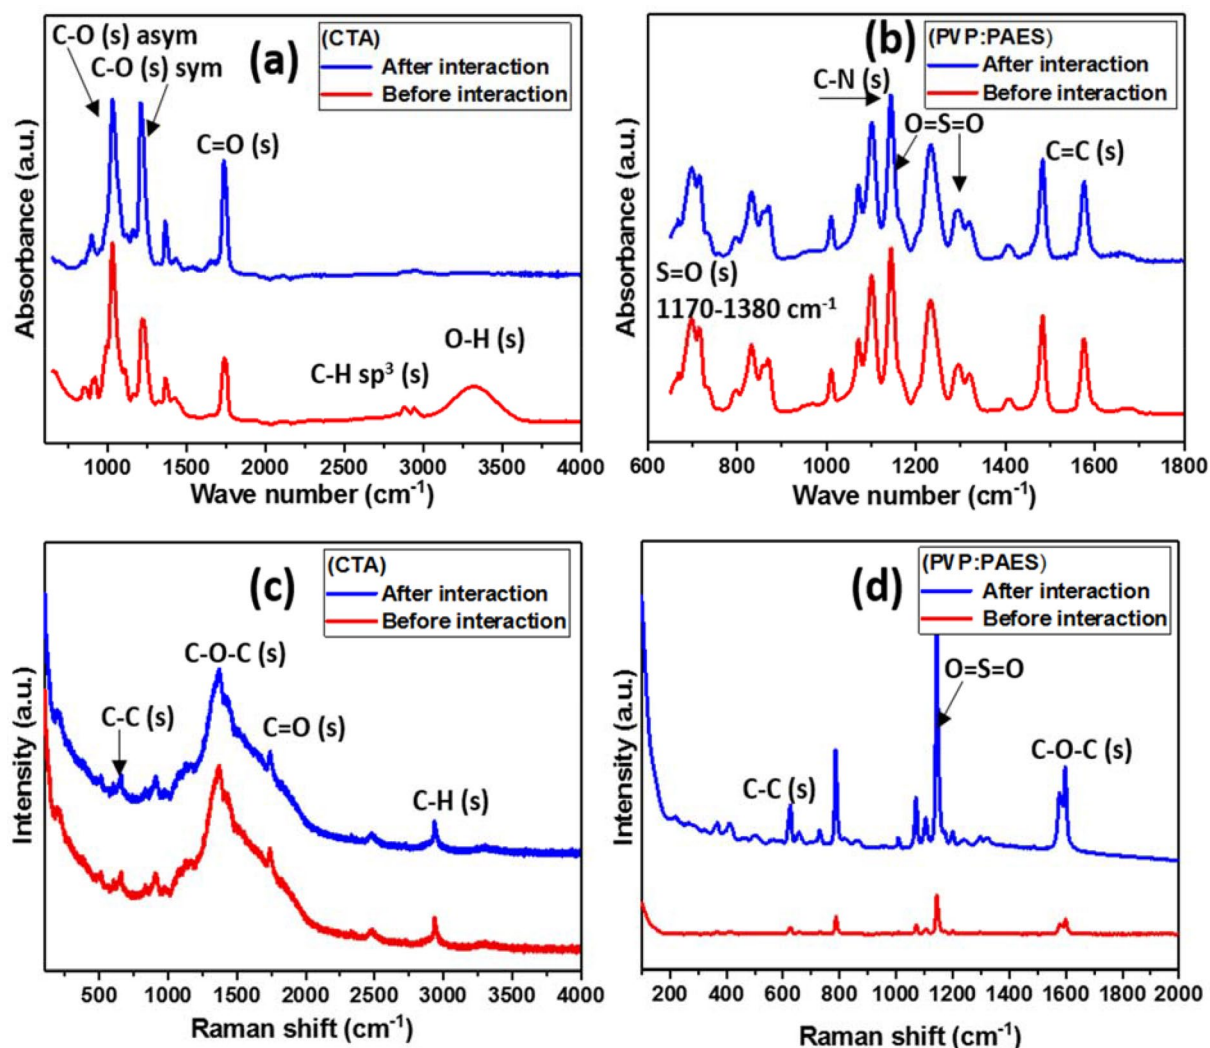 C-O (s) asym
C-O (s) sym
C=O (s)
(a)
(CTA)
After interaction
Before interaction
C-H sp³ (s)
O-H (s)
Absorbance (a.u.)
1000 1500 2000 2500 3000 3500 4000
Wave number (cm⁻¹)
(b)
(PVP:PAES)
After interaction
Before interaction
C-N (s)
O=S=O
C=C (s)
S=O (s)
1170-1380 cm⁻¹
Absorbance (a.u.)
600 800 1000 1200 1400 1600 1800
Wave number (cm⁻¹)
(c)
(CTA)
After interaction
Before interaction
C-O-C (s)
C-C (s)
C=O (s)
C-H (s)
Intensity (a.u.)
500 1000 1500 2000 2500 3000 3500 4000
Raman shift (cm⁻¹)
(d)
(PVP:PAES)
After interaction
Before interaction
O=S=O
C-O-C (s)
C-C (s)
Intensity (a.u.)
200 400 600 800 1000 1200 1400 1600 1800 2000
Raman shift (cm⁻¹)